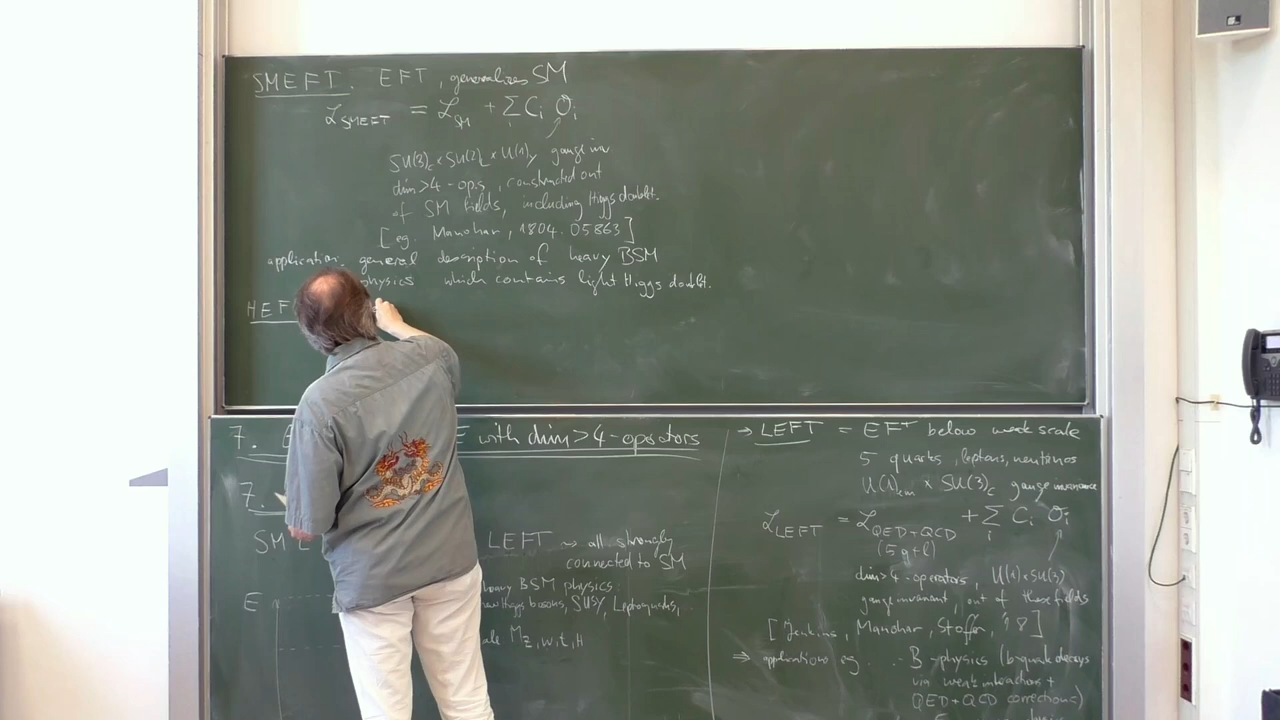 SMEFT. EFT, generalizes SM
ℒ_SMEFT = ℒ_SM + Σ_i C_i O_i
SU(3)_c × SU(2)_L × U(1)_Y gauge inv
dim>4-ops, constructed out
of SM fields, including Higgs doublet.
[eg. Manohar, 1804.05863]
application. general description of heavy BSM
physics which contains light Higgs doublet.
HEF
7. E with dim>4-operators
7.
SM LEFT ~ all strongly
connected to SM
E heavy BSM physics:
Higgs bosons, SUSY, Leptoquarks, ..
M_Z,W,t,H
→ LEFT = EFT below weak scale
5 quarks, leptons, neutrinos
U(1)_em × SU(3)_c gauge invariance
ℒ_LEFT = ℒ_QED+QCD + Σ_i C_i O_i
(5q+l)
dim>4-operators, U(1)×SU(3)
gauge invariant, out of these fields
[Jenkins, Manohar, Stoffer, '18]
⇒ applications eg. .. B-physics (b-quark decays
via weak interactions +
QED+QCD corrections)